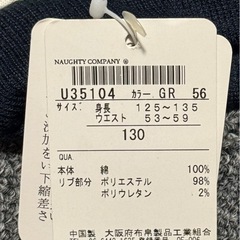 NAUGHTY COMPANY ®
U35104 カラー GR 56
サイズ 身長 125~135
ウエスト 53~59
130
QUA.
本体 綿 100%
リブ部分 ポリエステル 98%
ポリウレタン 2%
中国製 大阪府布帛製品工業組合